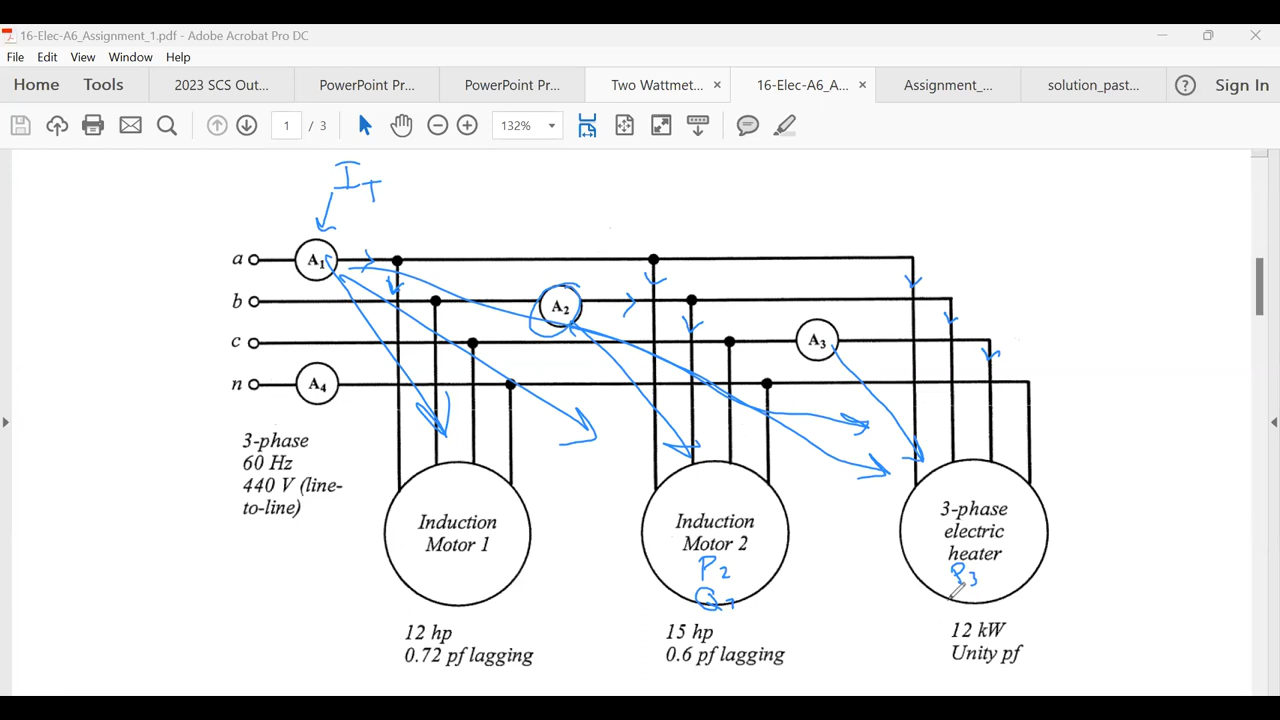 16-Elec-A6_Assignment_1.pdf - Adobe Acrobat Pro DC
File Edit View Window Help
Home Tools 2023 SCS Out... PowerPoint Pr... PowerPoint Pr... Two Wattmet... × 16-Elec-A6_A... × Assignment_... solution_past... ? Sign In
1 / 3 132%
I_T
a A₁
b A₂
c A₃
n A₄
3-phase
60 Hz
440 V (line-
to-line)
Induction
Motor 1
12 hp
0.72 pf lagging
Induction
Motor 2
P₂
Q₂
15 hp
0.6 pf lagging
3-phase
electric
heater
P₃
12 kW
Unity pf